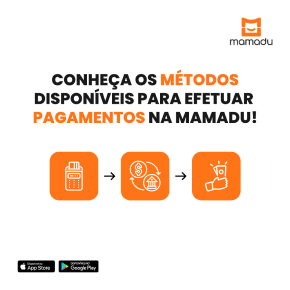 mamadu
CONHEÇA OS MÉTODOS
DISPONÍVEIS PARA EFETUAR
PAGAMENTOS NA MAMADU!
App Store
Google Play